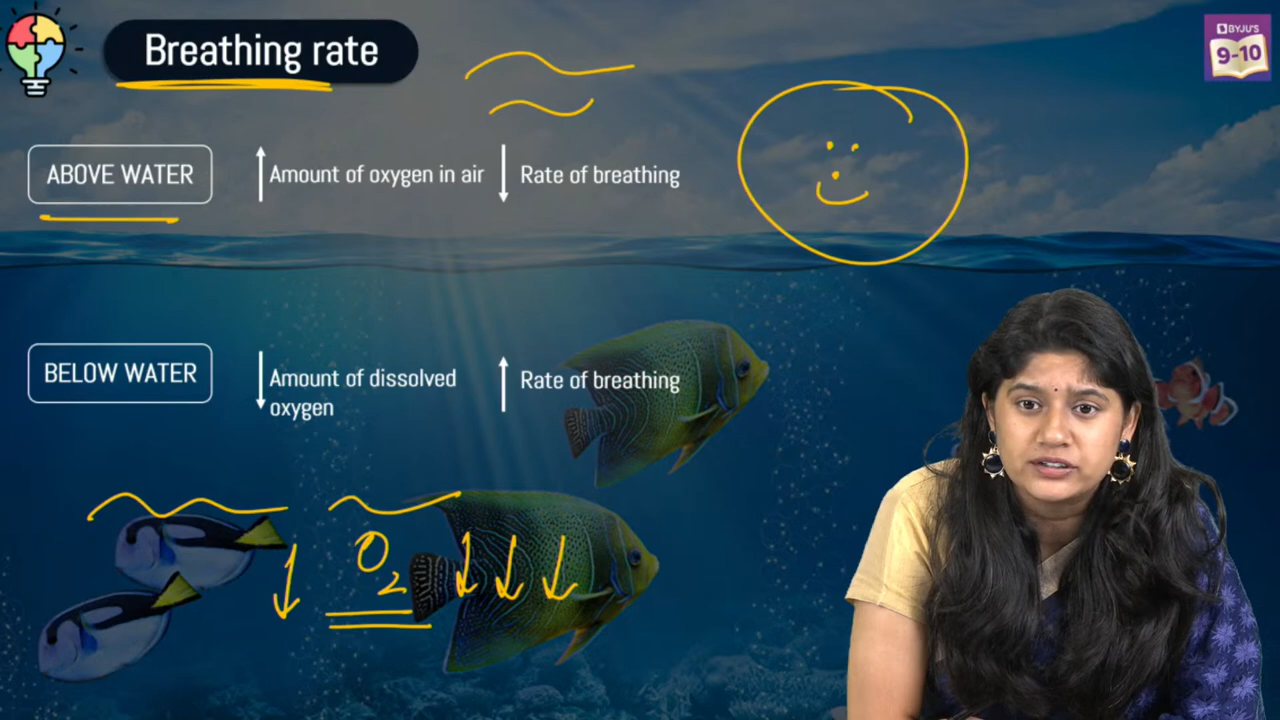 Breathing rate
BYJU'S
9-10
ABOVE WATER
Amount of oxygen in air
Rate of breathing
BELOW WATER
Amount of dissolved
oxygen
Rate of breathing
O2